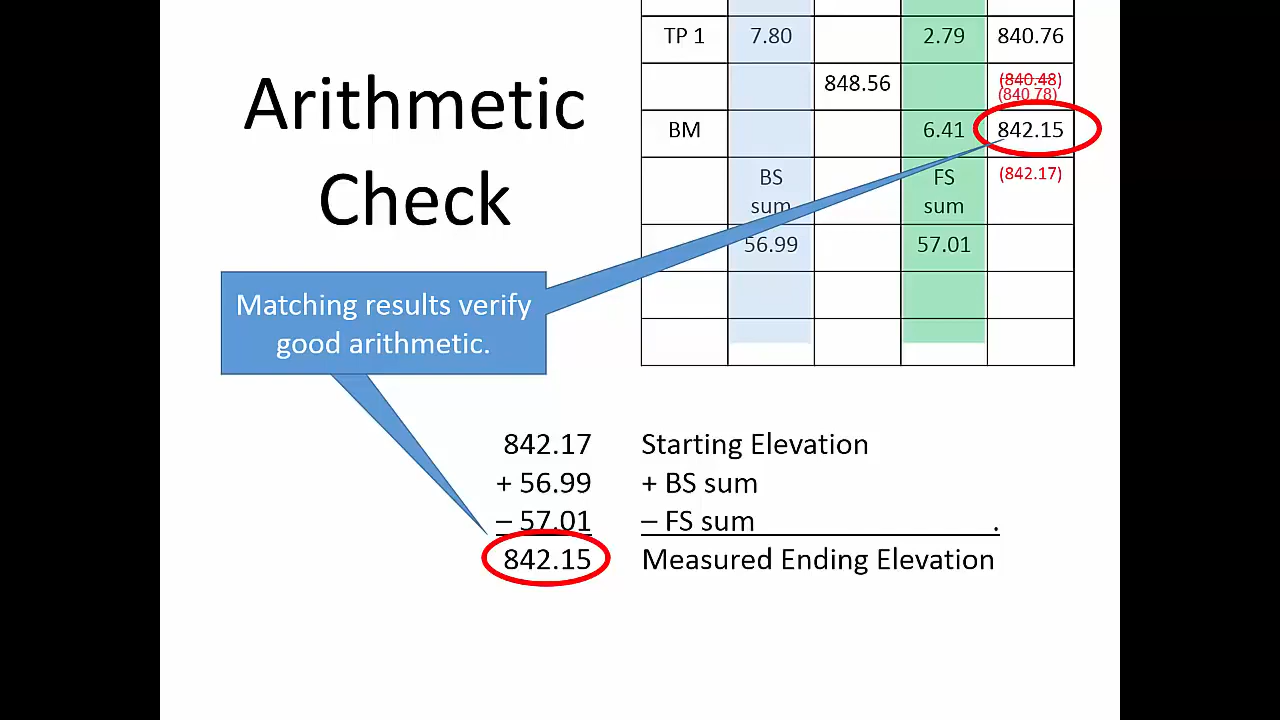 Arithmetic
Check
TP 1 7.80 2.79 840.76
848.56 (840.48)
(840.78)
BM 6.41 842.15
BS FS (842.17)
sum sum
56.99 57.01
Matching results verify
good arithmetic.
842.17 Starting Elevation
+ 56.99 + BS sum
– 57.01 – FS sum .
842.15 Measured Ending Elevation